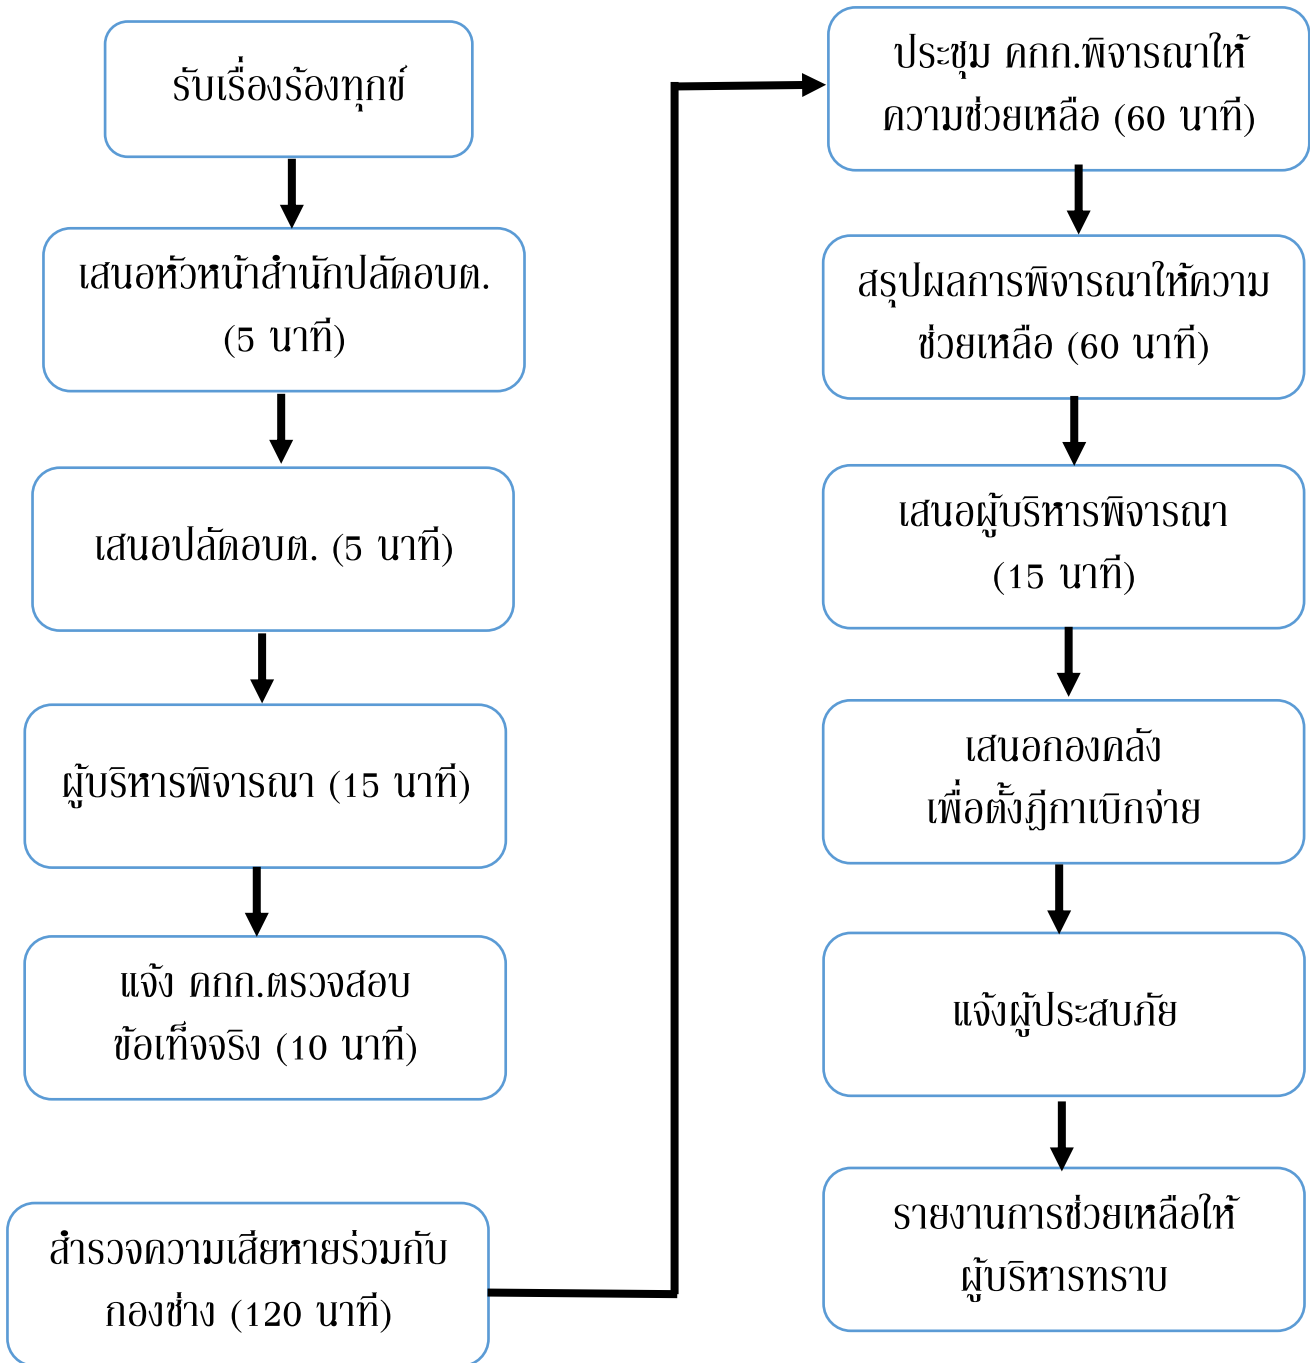 รับเรื่องร้องทุกข์
เสนอหัวหน้าสำนักปลัดอบต.
(5 นาที)
เสนอปลัดอบต. (5 นาที)
ผู้บริหารพิจารณา (15 นาที)
แจ้ง คกก.ตรวจสอบ
ข้อเท็จจริง (10 นาที)
สำรวจความเสียหายร่วมกับ
กองช่าง (120 นาที)
ประชุม คกก.พิจารณาให้
ความช่วยเหลือ (60 นาที)
สรุปผลการพิจารณาให้ความ
ช่วยเหลือ (60 นาที)
เสนอผู้บริหารพิจารณา
(15 นาที)
เสนอกองคลัง
เพื่อตั้งฎีกาเบิกจ่าย
แจ้งผู้ประสบภัย
รายงานการช่วยเหลือให้
ผู้บริหารทราบ